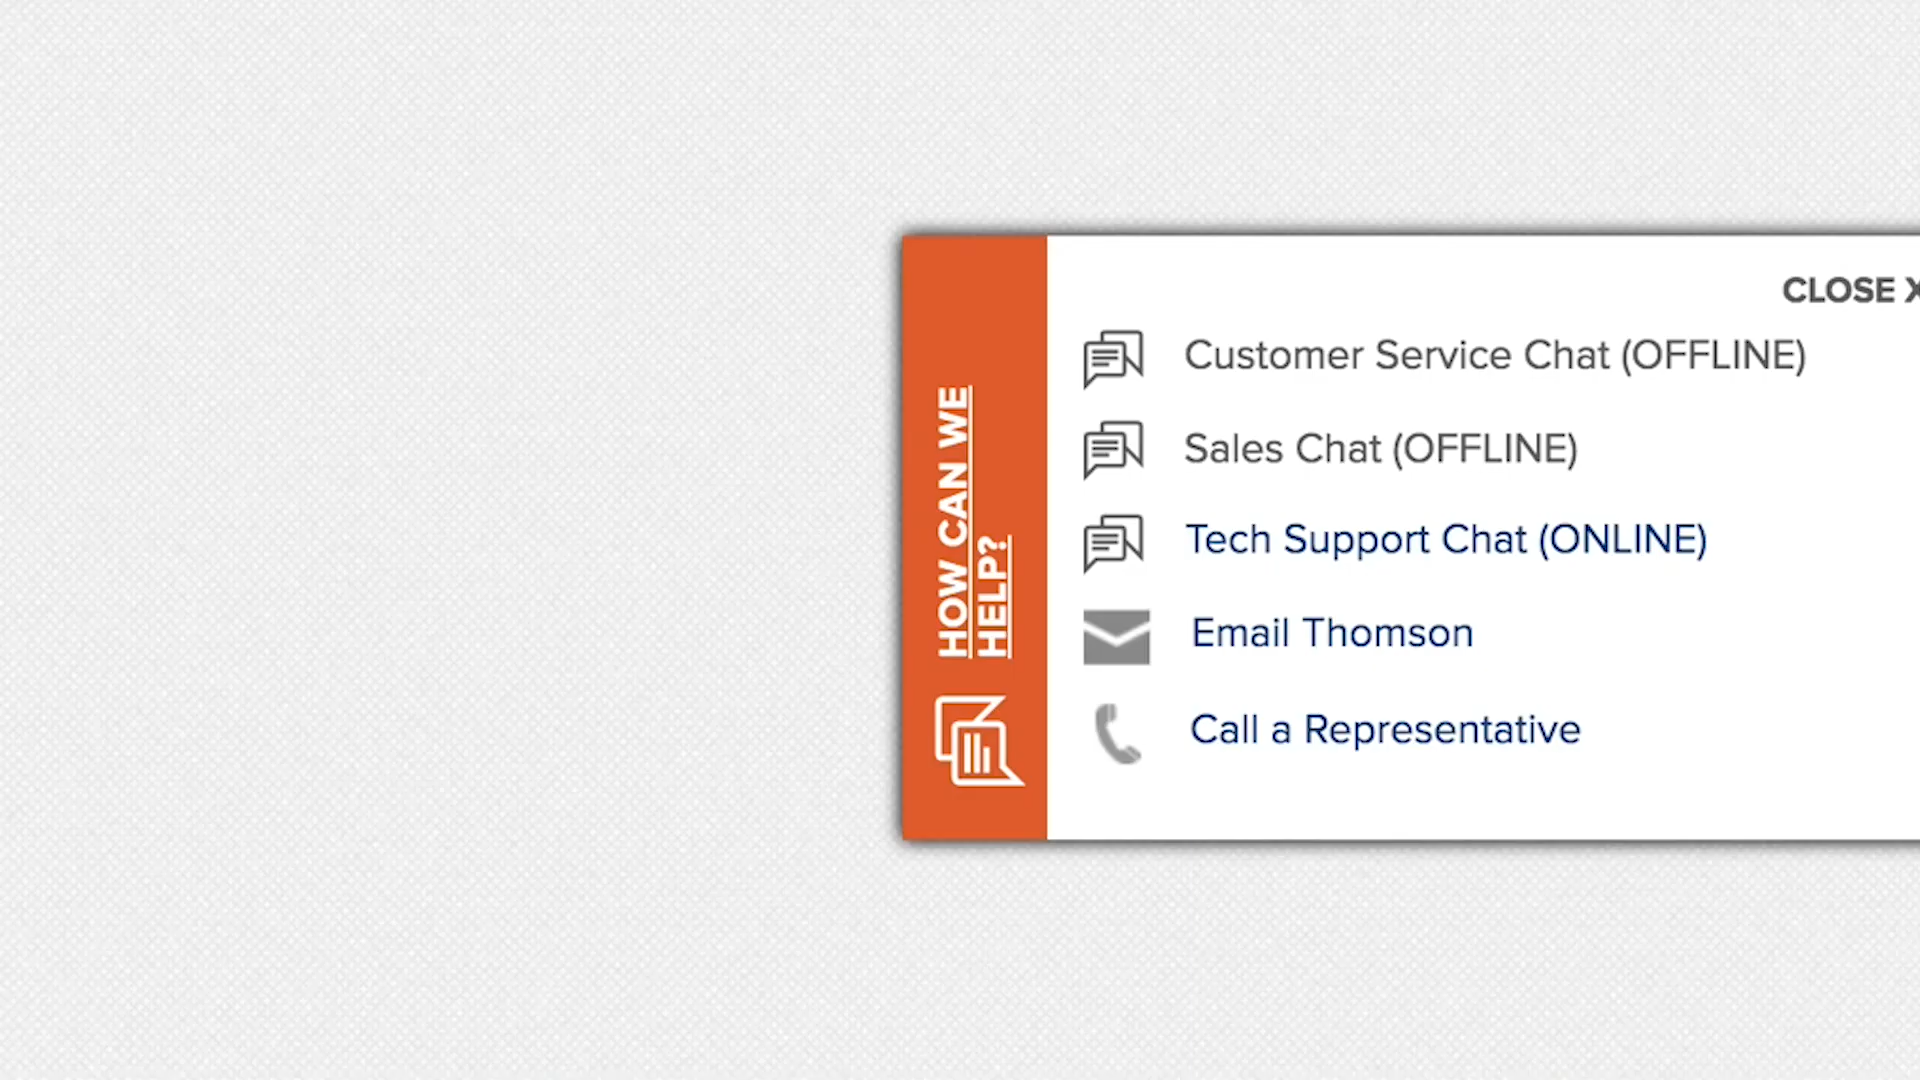 HOW CAN WE
HELP?
CLOSE X
Customer Service Chat (OFFLINE)
Sales Chat (OFFLINE)
Tech Support Chat (ONLINE)
Email Thomson
Call a Representative